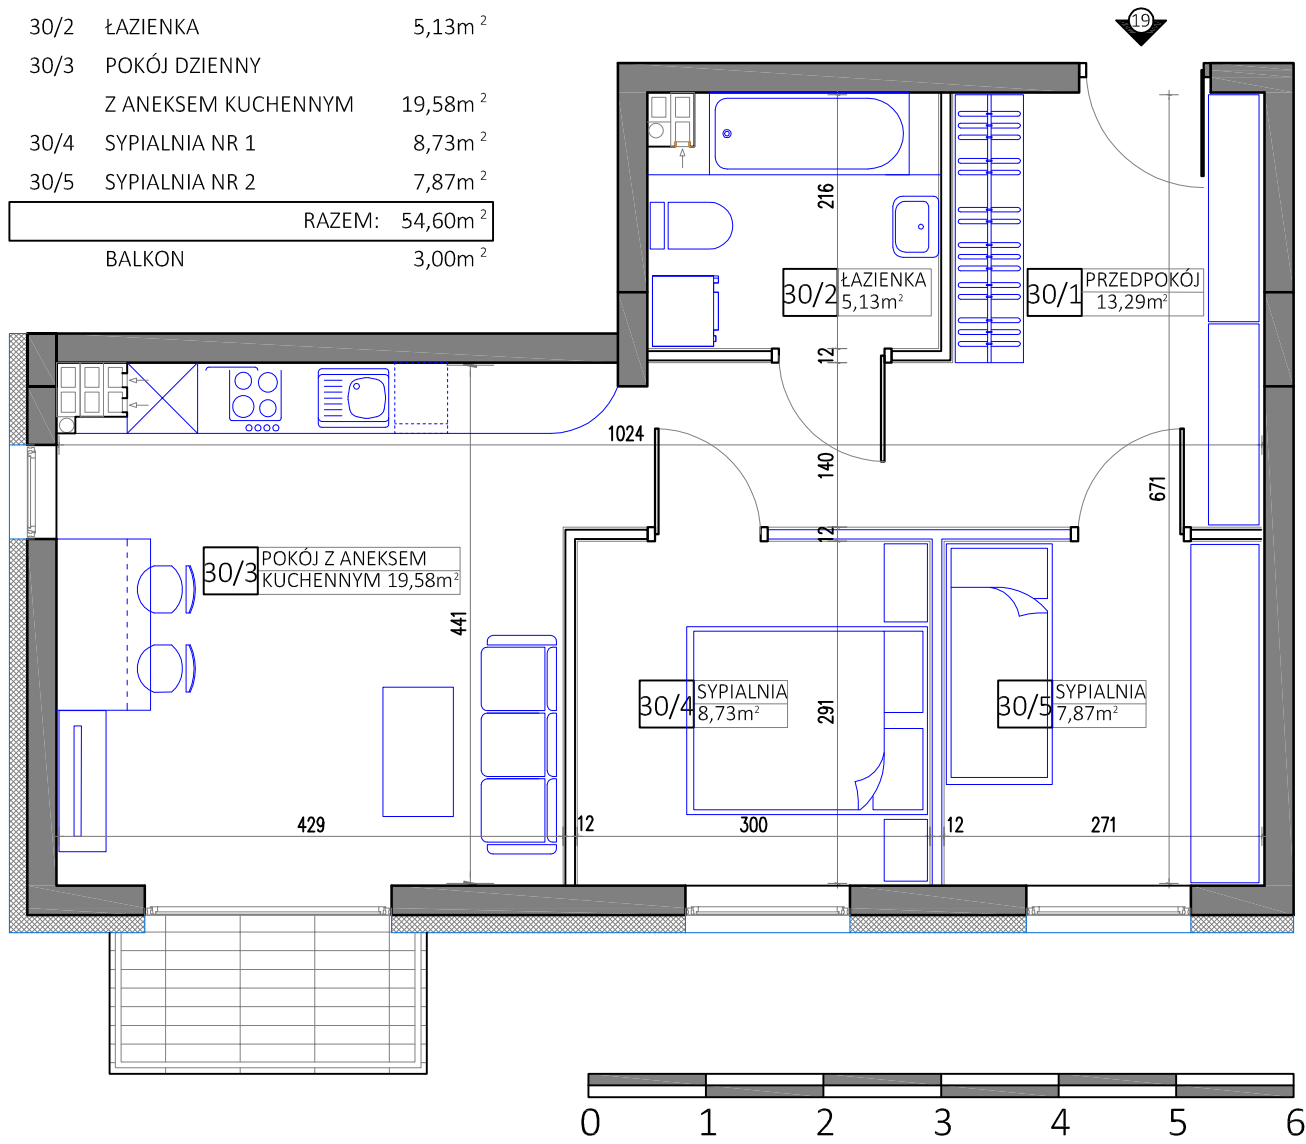 30/2 ŁAZIENKA 5,13m²
30/3 POKÓJ DZIENNY
Z ANEKSEM KUCHENNYM 19,58m²
30/4 SYPIALNIA NR 1 8,73m²
30/5 SYPIALNIA NR 2 7,87m²
RAZEM: 54,60m²
BALKON 3,00m²
19
216
30/2 ŁAZIENKA
5,13m²
30/1 PRZEDPOKÓJ
13,29m²
12
1024
140
671
12
30/3 POKÓJ Z ANEKSEM
KUCHENNYM 19,58m²
441
30/4 SYPIALNIA
8,73m²
291
30/5 SYPIALNIA
7,87m²
429
12
300
12
271
0 1 2 3 4 5 6